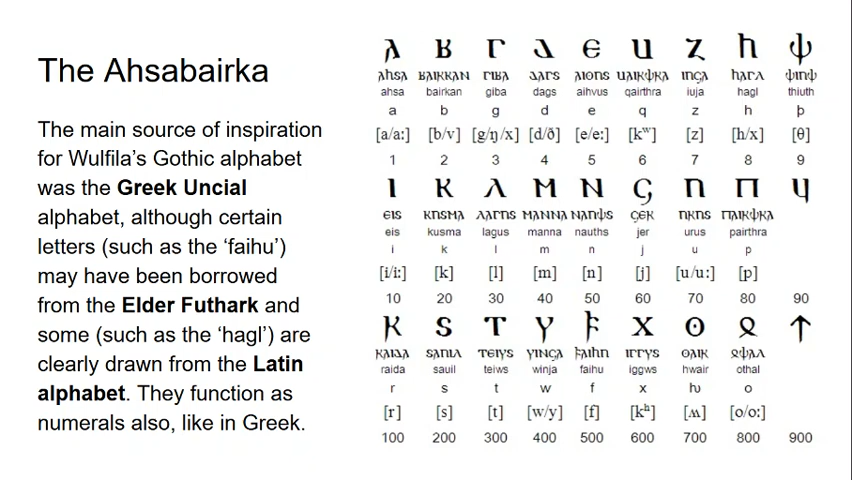 The Ahsabairka
The main source of inspiration
for Wulfila's Gothic alphabet
was the Greek Uncial
alphabet, although certain
letters (such as the 'faihu')
may have been borrowed
from the Elder Futhark and
some (such as the 'hagl') are
clearly drawn from the Latin
alphabet. They function as
numerals also, like in Greek.
𐌰 𐌱 𐌲 𐌳 𐌴 𐌵 𐌶 𐌷 𐌸
𐌰𐌷𐍃𐌰 𐌱𐌰𐌹𐍂𐌺𐌰𐌽 𐌲𐌹𐌱𐌰 𐌳𐌰𐌲𐍃 𐌵𐌰𐌹𐍂𐌸𐍂𐌰 𐌹𐌿𐌾𐌰 𐌷𐌰𐌲𐌻 𐌸𐌹𐌿𐌸
ahsa bairkan giba dags aihvus qairthra iuja hagl thiuth
a b g d e q z h þ
[a/aː] [b/v] [g/ŋ/x] [d/ð] [e/eː] [kʷ] [z] [h/x] [θ]
1 2 3 4 5 6 7 8 9
𐌹 𐌺 𐌻 𐌼 𐌽 𐌾 𐌿 𐍀 𐍁
𐌴𐌹𐍃 𐌺𐌿𐍃𐌼𐌰 𐌻𐌰𐌲𐌿𐍃 𐌼𐌰𐌽𐌽𐌰 𐌽𐌰𐌿𐌸𐍃 𐌾𐌴𐍂 𐌿𐍂𐌿𐍃 𐍀𐌰𐌹𐍂𐌸𐍂𐌰
eis kusma lagus manna nauths jer urus pairthra
i k l m n j u p
[i/iː] [k] [l] [m] [n] [j] [u/uː] [p]
10 20 30 40 50 60 70 80 90
𐍂 𐍃 𐍄 𐍅 𐍆 𐍇 𐍈 𐍉 𐍊
𐍂𐌰𐌹𐌳𐌰 𐍃𐌰𐌿𐌹𐌻 𐍄𐌴𐌹𐍅𐍃 𐍅𐌹𐌽𐌾𐌰 𐍆𐌰𐌹𐌷𐌿 𐌹𐌲𐌲𐍅𐍃 𐍈𐌰𐌹𐍂 𐍉𐌸𐌰𐌻
raida sauil teiws winja faihu iggws hwair othal
r s t w f x ƕ o
[r] [s] [t] [w/y] [f] [kʰ] [ʍ] [o/oː]
100 200 300 400 500 600 700 800 900